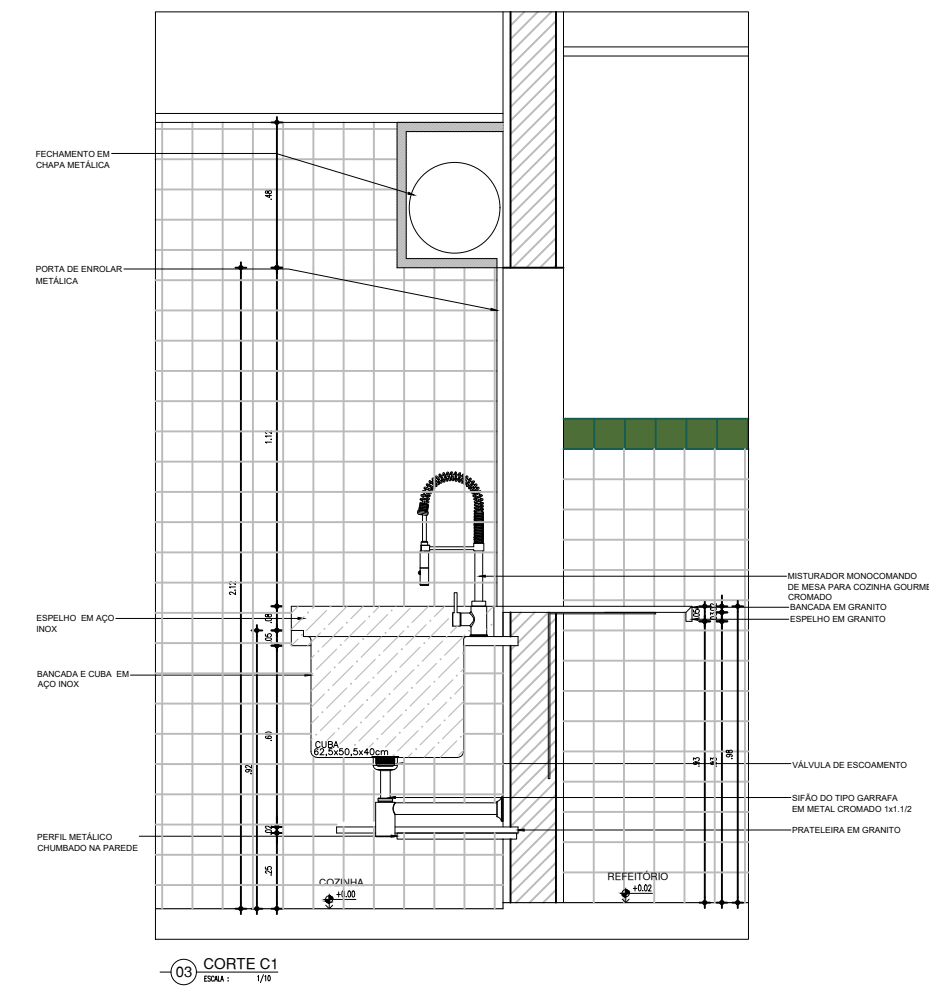 FECHAMENTO EM
CHAPA METÁLICA
.48
PORTA DE ENROLAR
METÁLICA
1.12
2.12
MISTURADOR MONOCOMANDO
DE MESA PARA COZINHA GOURME
CROMADO
BANCADA EM GRANITO
ESPELHO EM GRANITO
ESPELHO EM AÇO
INOX
.08
.05
.05
BANCADA E CUBA EM
AÇO INOX
.60
.92
CUBA
62,5x50,5x40cm
.93
.98
VÁLVULA DE ESCOAMENTO
SIFÃO DO TIPO GARRAFA
EM METAL CROMADO 1x1.1/2
PRATELEIRA EM GRANITO
PERFIL METÁLICO
CHUMBADO NA PAREDE
.02
.25
COZINHA
+0.00
REFEITÓRIO
+0.02
03 CORTE C1
ESCALA : 1/10